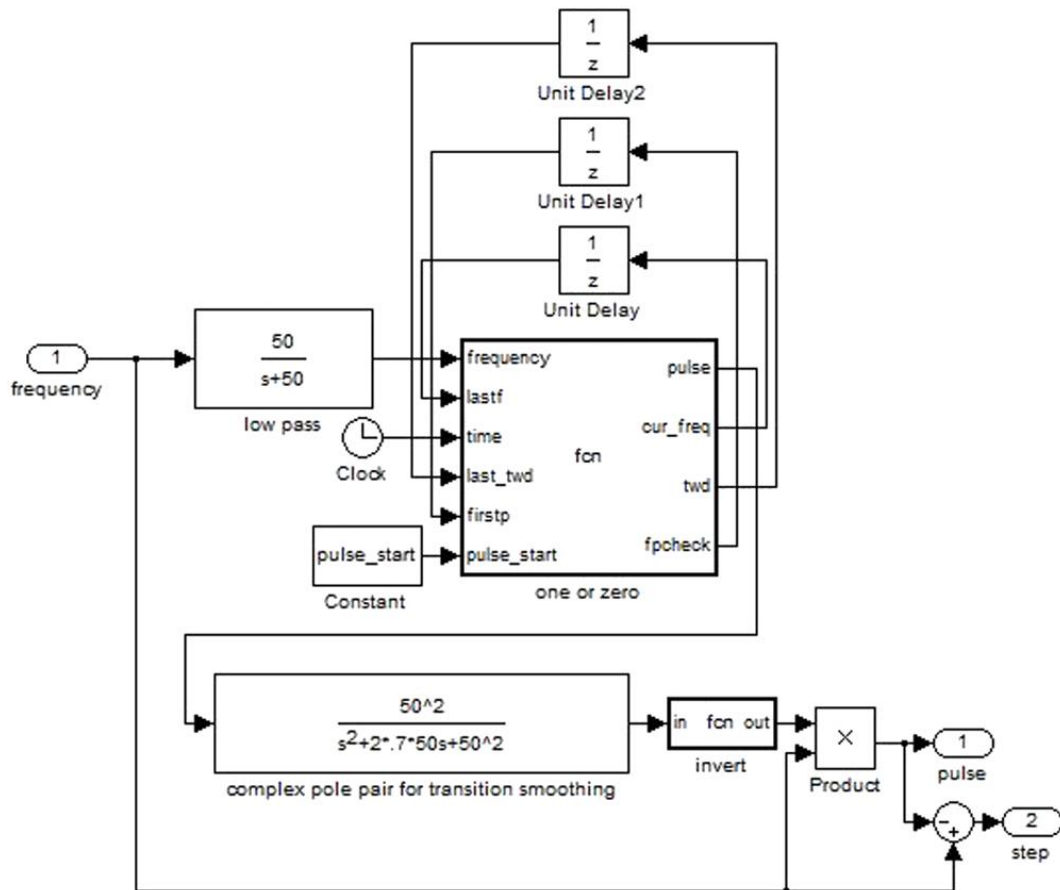 1
z
Unit Delay2
1
z
Unit Delay1
1
z
Unit Delay
1
frequency
50
s+50
low pass
Clock
pulse_start
Constant
frequency
lastf
time
last_twd
firstp
pulse_start
fcn
pulse
cur_freq
twd
fpcheck
one or zero
50^2
s2+2*.7*50s+50^2
complex pole pair for transition smoothing
in fcn out
invert
×
Product
1
pulse
-
+
2
step